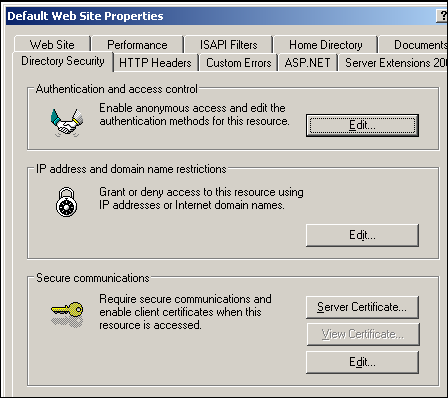 Default Web Site Properties
?
Web Site Performance ISAPI Filters Home Directory Documents
Directory Security HTTP Headers Custom Errors ASP.NET Server Extensions 200
Authentication and access control
Enable anonymous access and edit the
authentication methods for this resource.
Edit...
IP address and domain name restrictions
Grant or deny access to this resource using
IP addresses or Internet domain names.
Edit...
Secure communications
Require secure communications and
enable client certificates when this
resource is accessed.
Server Certificate...
View Certificate...
Edit...